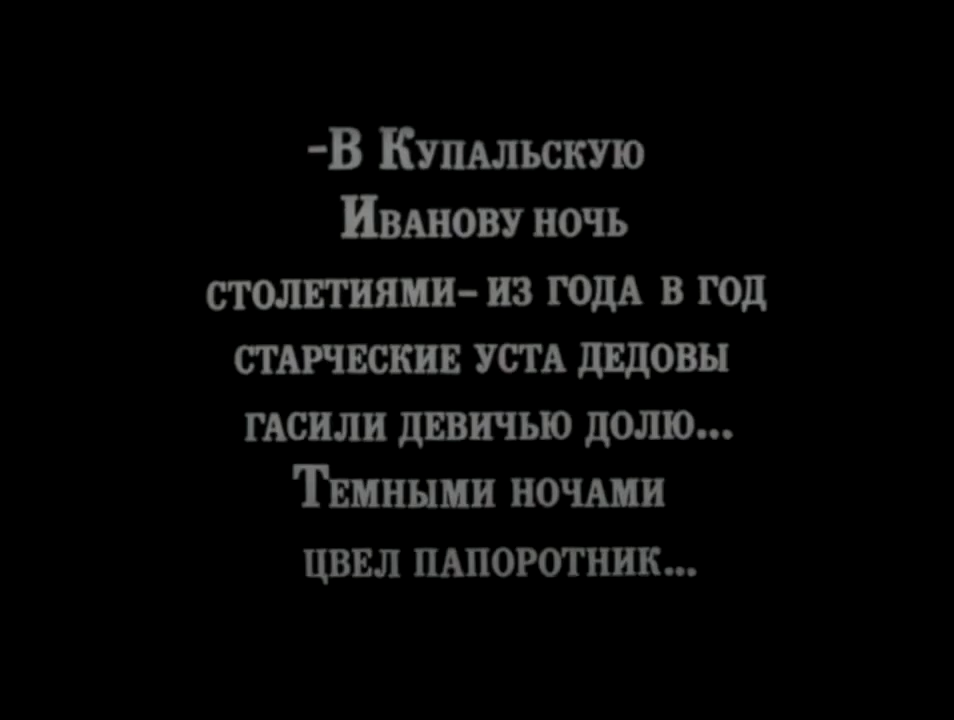 -В Купальскую
Иванову ночь
столетиями- из года в год
старческие уста дедовы
гасили девичью долю...
Темными ночами
цвел папоротник...